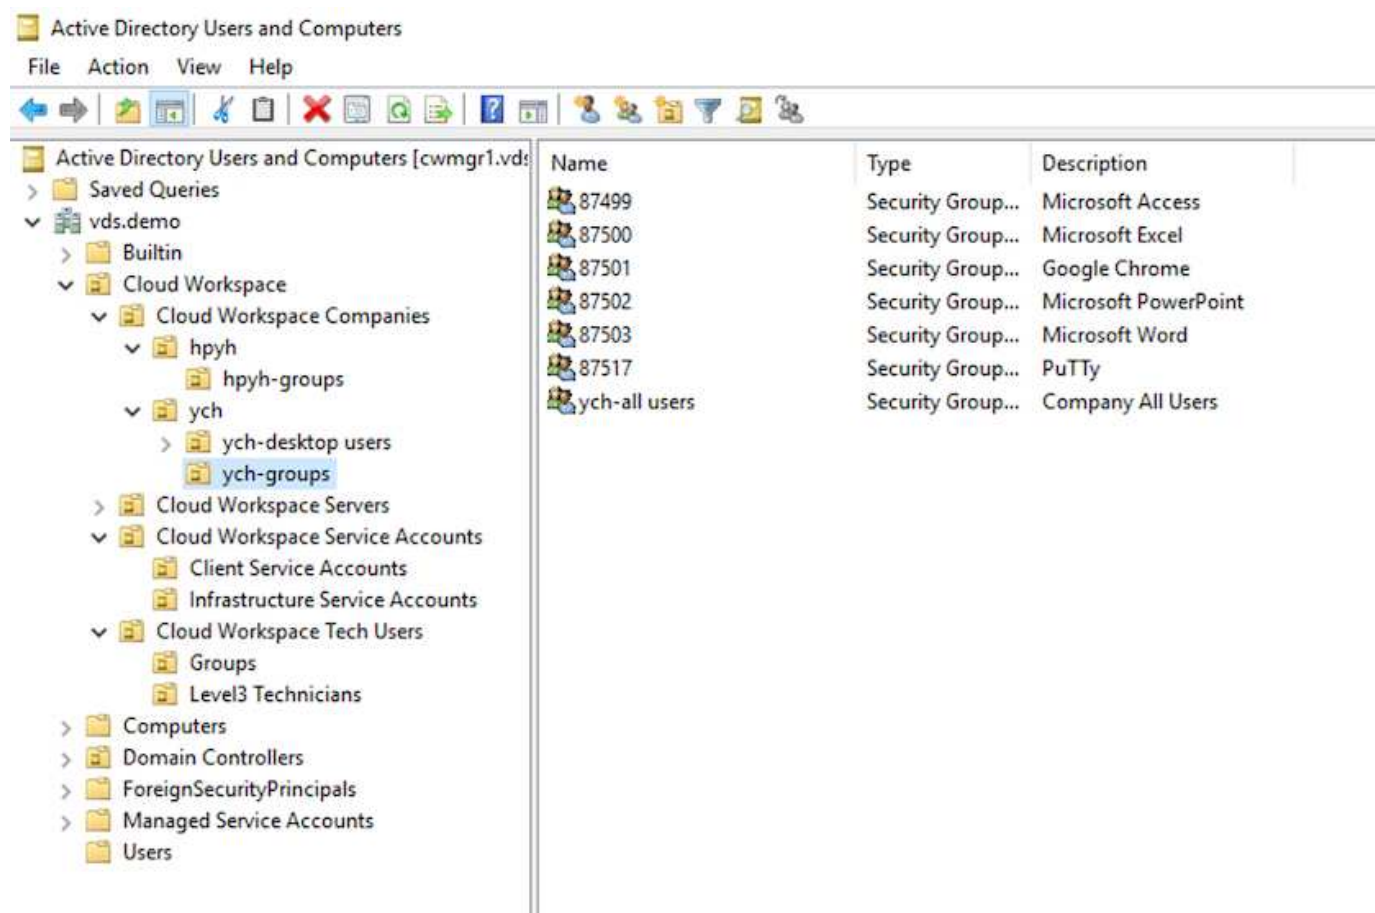 Active Directory Users and Computers
File Action View Help
Active Directory Users and Computers [cwmgr1.vds
Saved Queries
vds.demo
Builtin
Cloud Workspace
Cloud Workspace Companies
hpyh
hpyh-groups
ych
ych-desktop users
ych-groups
Cloud Workspace Servers
Cloud Workspace Service Accounts
Client Service Accounts
Infrastructure Service Accounts
Cloud Workspace Tech Users
Groups
Level3 Technicians
Computers
Domain Controllers
ForeignSecurityPrincipals
Managed Service Accounts
Users
Name Type Description
87499 Security Group... Microsoft Access
87500 Security Group... Microsoft Excel
87501 Security Group... Google Chrome
87502 Security Group... Microsoft PowerPoint
87503 Security Group... Microsoft Word
87517 Security Group... PuTTy
ych-all users Security Group... Company All Users